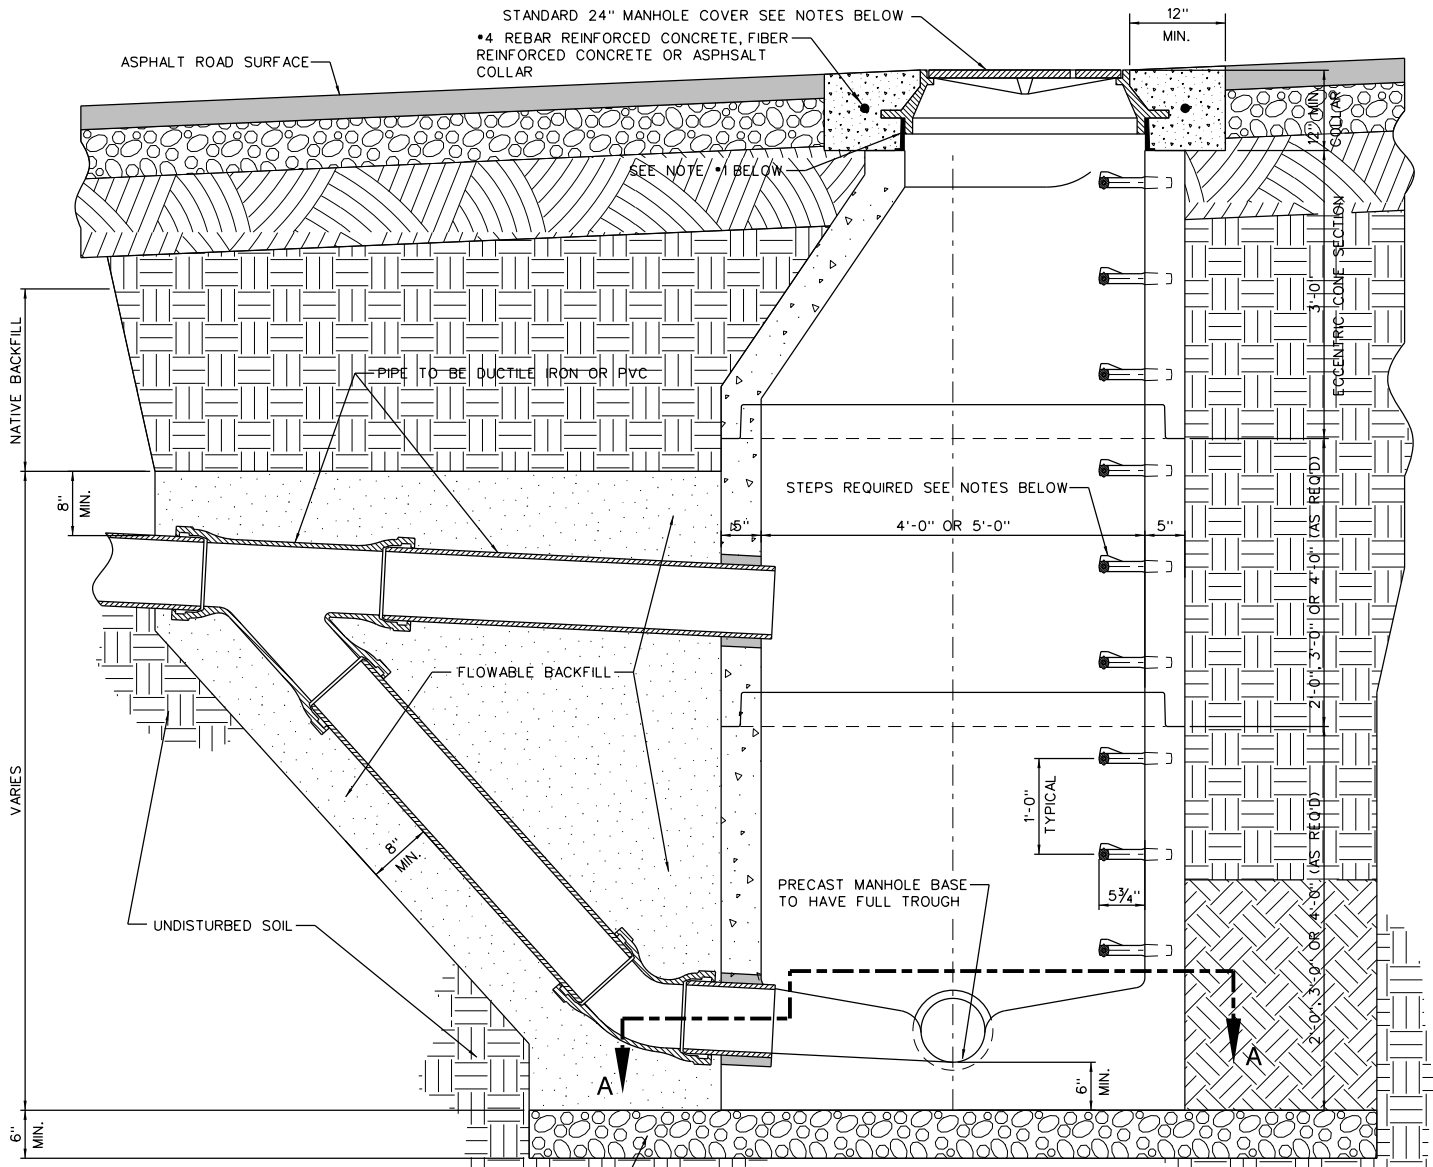 STANDARD 24" MANHOLE COVER SEE NOTES BELOW
•4 REBAR REINFORCED CONCRETE, FIBER
REINFORCED CONCRETE OR ASPHSALT
COLLAR
12"
MIN.
ASPHALT ROAD SURFACE
12" MIN.
COLLAR
SEE NOTE •1 BELOW
3'-0"
ECCENTRIC CONE SECTION
NATIVE BACKFILL
PIPE TO BE DUCTILE IRON OR PVC
8"
MIN.
STEPS REQUIRED SEE NOTES BELOW
5"
4'-0" OR 5'-0"
5"
2'-0", 3'-0" OR 4'-0" (AS REQ'D)
FLOWABLE BACKFILL
VARIES
1'-0"
TYPICAL
8"
MIN.
PRECAST MANHOLE BASE
TO HAVE FULL TROUGH
5¾"
UNDISTURBED SOIL
2'-0", 3'-0" OR 4'-0" (AS REQ'D)
A
A
6"
MIN.
6"
MIN.